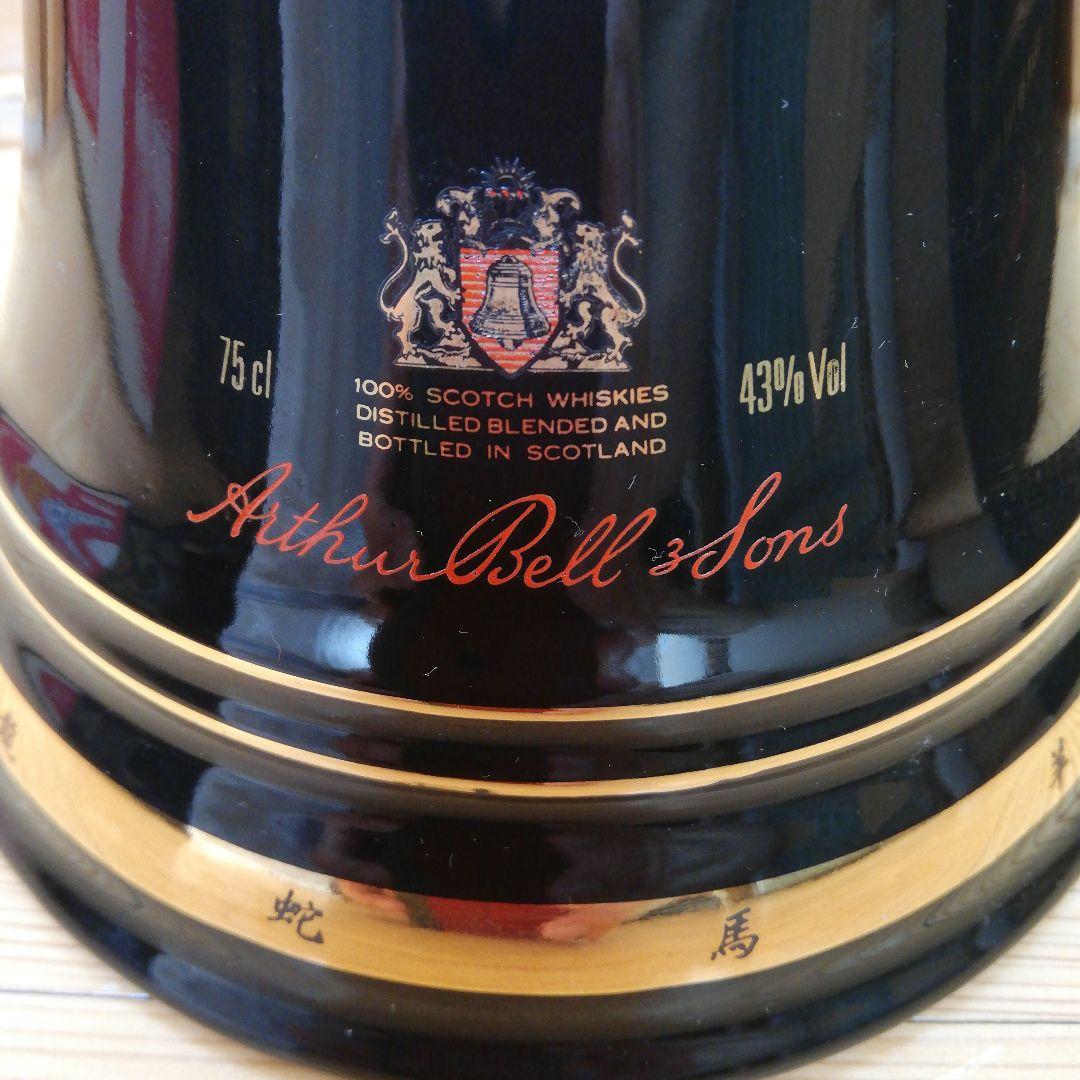 75 cl
43% Vol
100% SCOTCH WHISKIES
DISTILLED BLENDED AND
BOTTLED IN SCOTLAND
Arthur Bell & Sons
蛇
馬